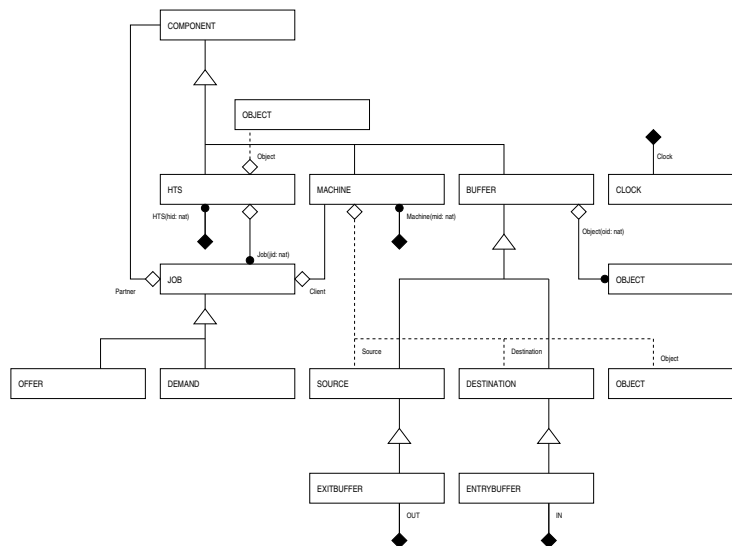 COMPONENT
OBJECT
Object
Clock
HTS
MACHINE
BUFFER
CLOCK
HTS(hid: nat)
Machine(mid: nat)
Object(oid: nat)
Job(jid: nat)
JOB
OBJECT
Partner
Client
Source
Destination
Object
OFFER
DEMAND
SOURCE
DESTINATION
OBJECT
EXITBUFFER
ENTRYBUFFER
OUT
IN